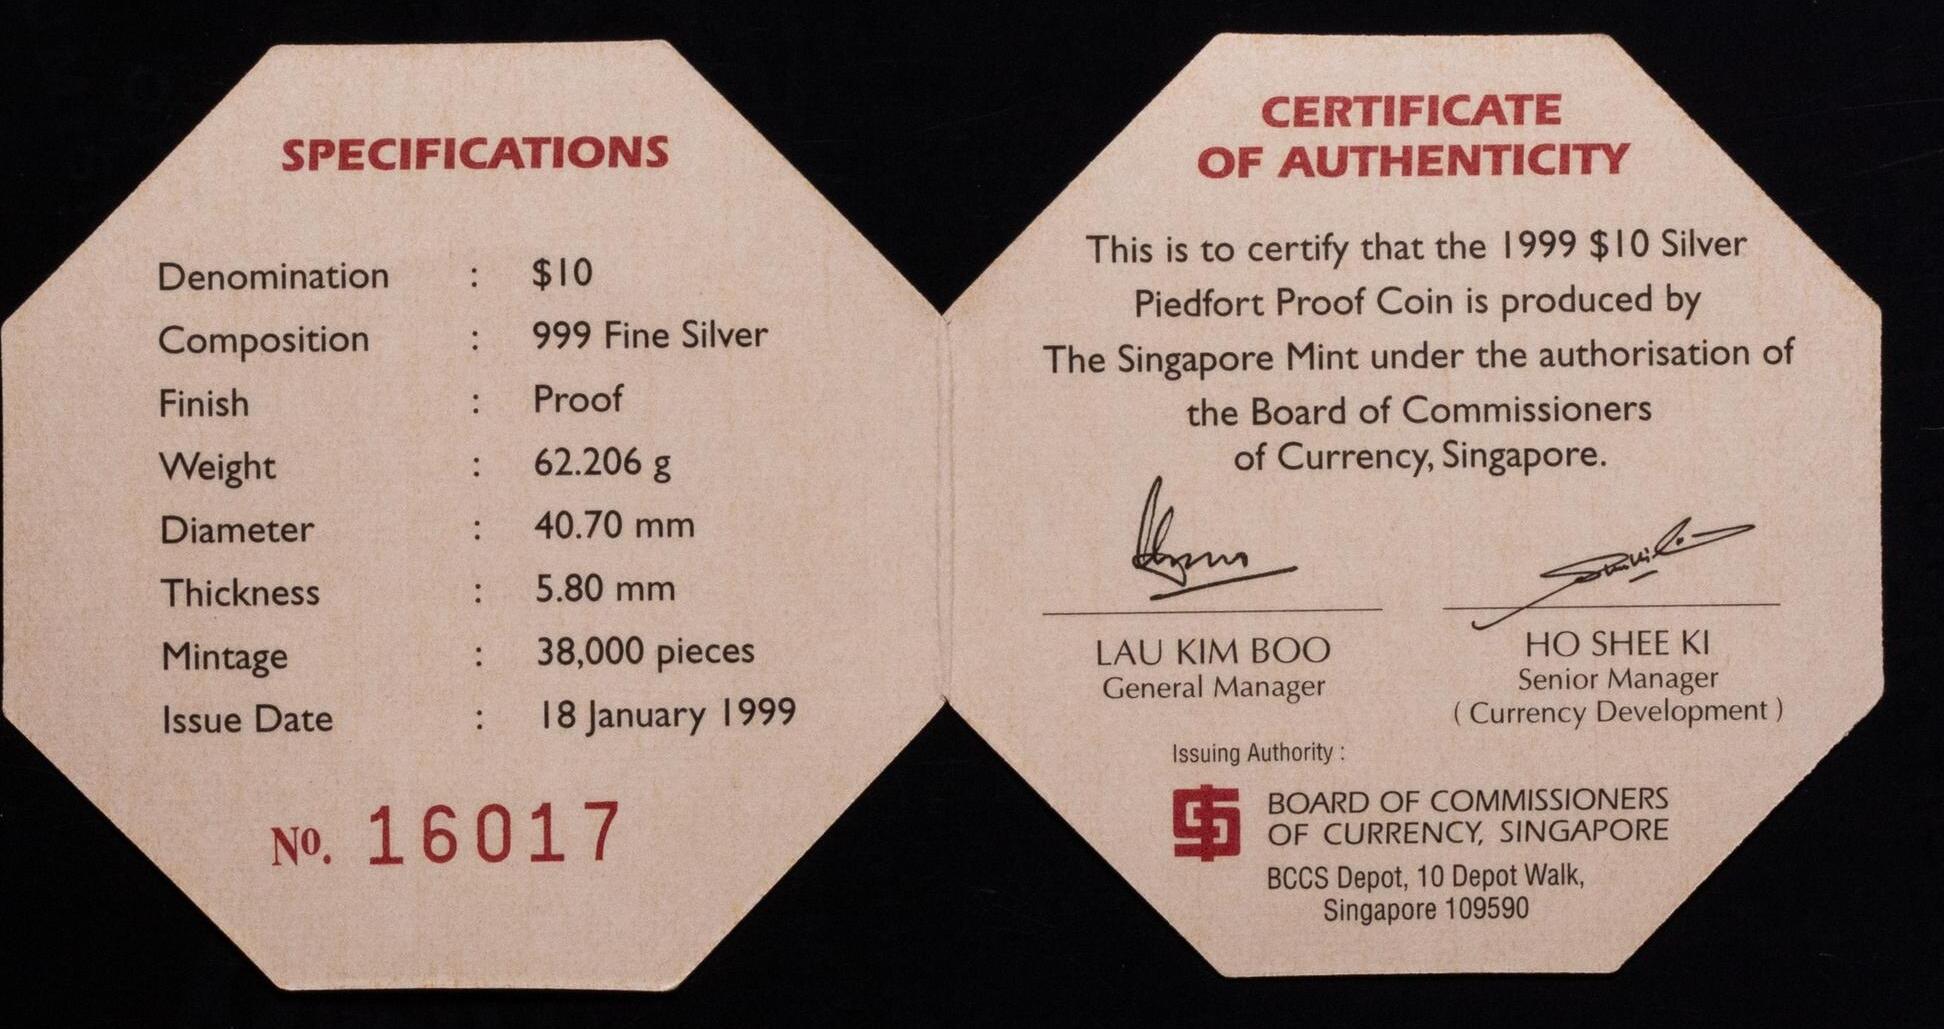 SPECIFICATIONS
Denomination : $10
Composition : 999 Fine Silver
Finish : Proof
Weight : 62.206 g
Diameter : 40.70 mm
Thickness : 5.80 mm
Mintage : 38,000 pieces
Issue Date : 18 January 1999
No. 16017
CERTIFICATE
OF AUTHENTICITY
This is to certify that the 1999 $10 Silver
Piedfort Proof Coin is produced by
The Singapore Mint under the authorisation of
the Board of Commissioners
of Currency, Singapore.
LAU KIM BOO
General Manager
HO SHEE KI
Senior Manager
( Currency Development )
Issuing Authority :
BOARD OF COMMISSIONERS
OF CURRENCY, SINGAPORE
BCCS Depot, 10 Depot Walk,
Singapore 109590